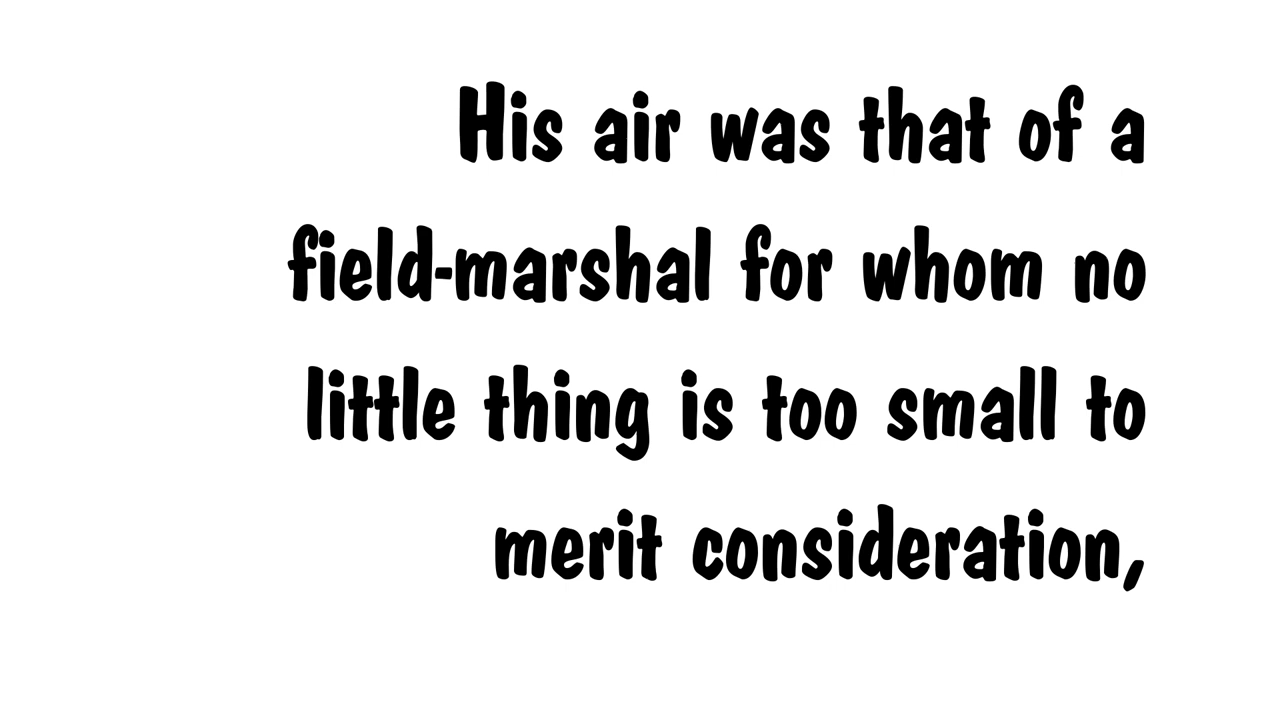 His air was that of a
field-marshal for whom no
little thing is too small to
merit consideration,